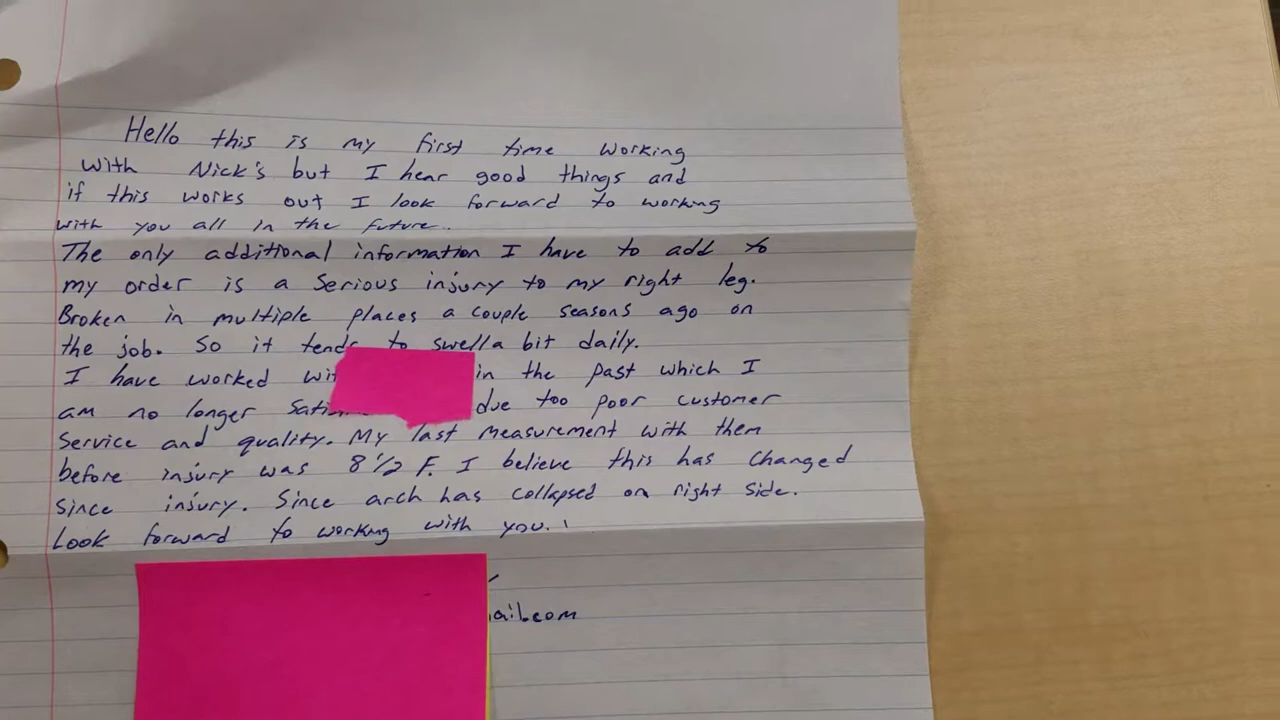 Hello this is my first time working
with Nick's but I hear good things and
if this works out I look forward to working
with you all in the future..
The only additional information I have to add to
my order is a serious injury to my right leg.
Broken in multiple places a couple seasons ago on
the job. So it tends to swell a bit daily.
I have worked in the past which I
am no longer due too poor customer
service and quality. My last measurement with them
before injury was 8 1/2 F. I believe this has changed
since injury. Since arch has collapsed on right side.
Look forward to working with you.!
ail.com